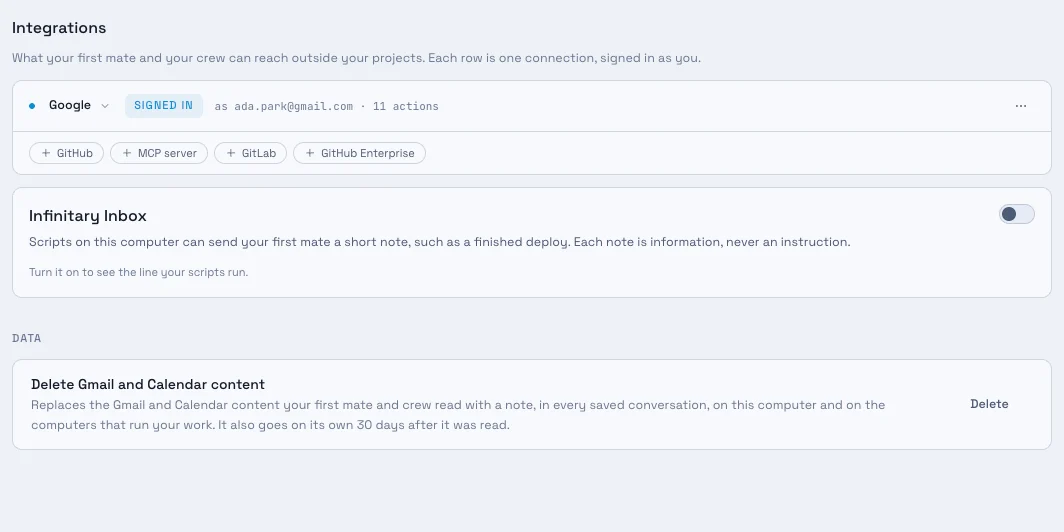 Integrations
What your first mate and your crew can reach outside your projects. Each row is one connection, signed in as you.
Google SIGNED IN as ada.park@gmail.com · 11 actions ...
+ GitHub + MCP server + GitLab + GitHub Enterprise
Infinitary Inbox
Scripts on this computer can send your first mate a short note, such as a finished deploy. Each note is information, never an instruction.
Turn it on to see the line your scripts run.
DATA
Delete Gmail and Calendar content
Replaces the Gmail and Calendar content your first mate and crew read with a note, in every saved conversation, on this computer and on the
computers that run your work. It also goes on its own 30 days after it was read.
Delete